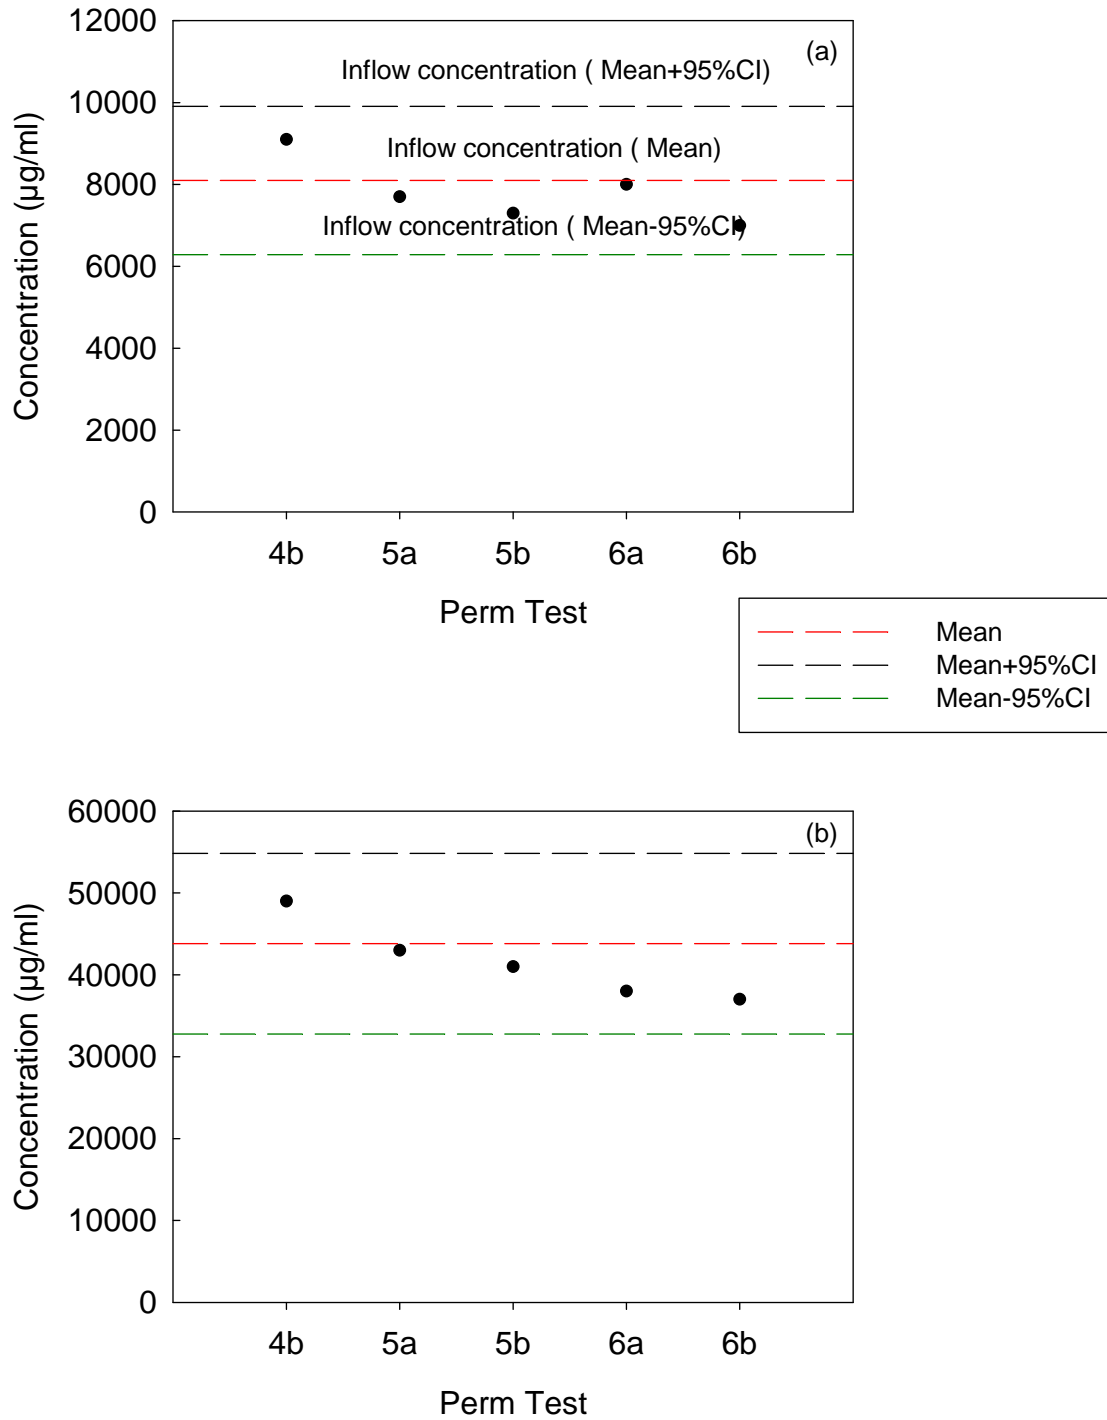 12000
(a)
Inflow concentration ( Mean+95%CI)
10000
Inflow concentration ( Mean)
8000
Inflow concentration ( Mean-95%CI)
6000
4000
2000
0
Concentration (µg/ml)
4b 5a 5b 6a 6b
Perm Test
Mean
Mean+95%CI
Mean-95%CI
60000
(b)
50000
40000
30000
20000
10000
0
Concentration (µg/ml)
4b 5a 5b 6a 6b
Perm Test